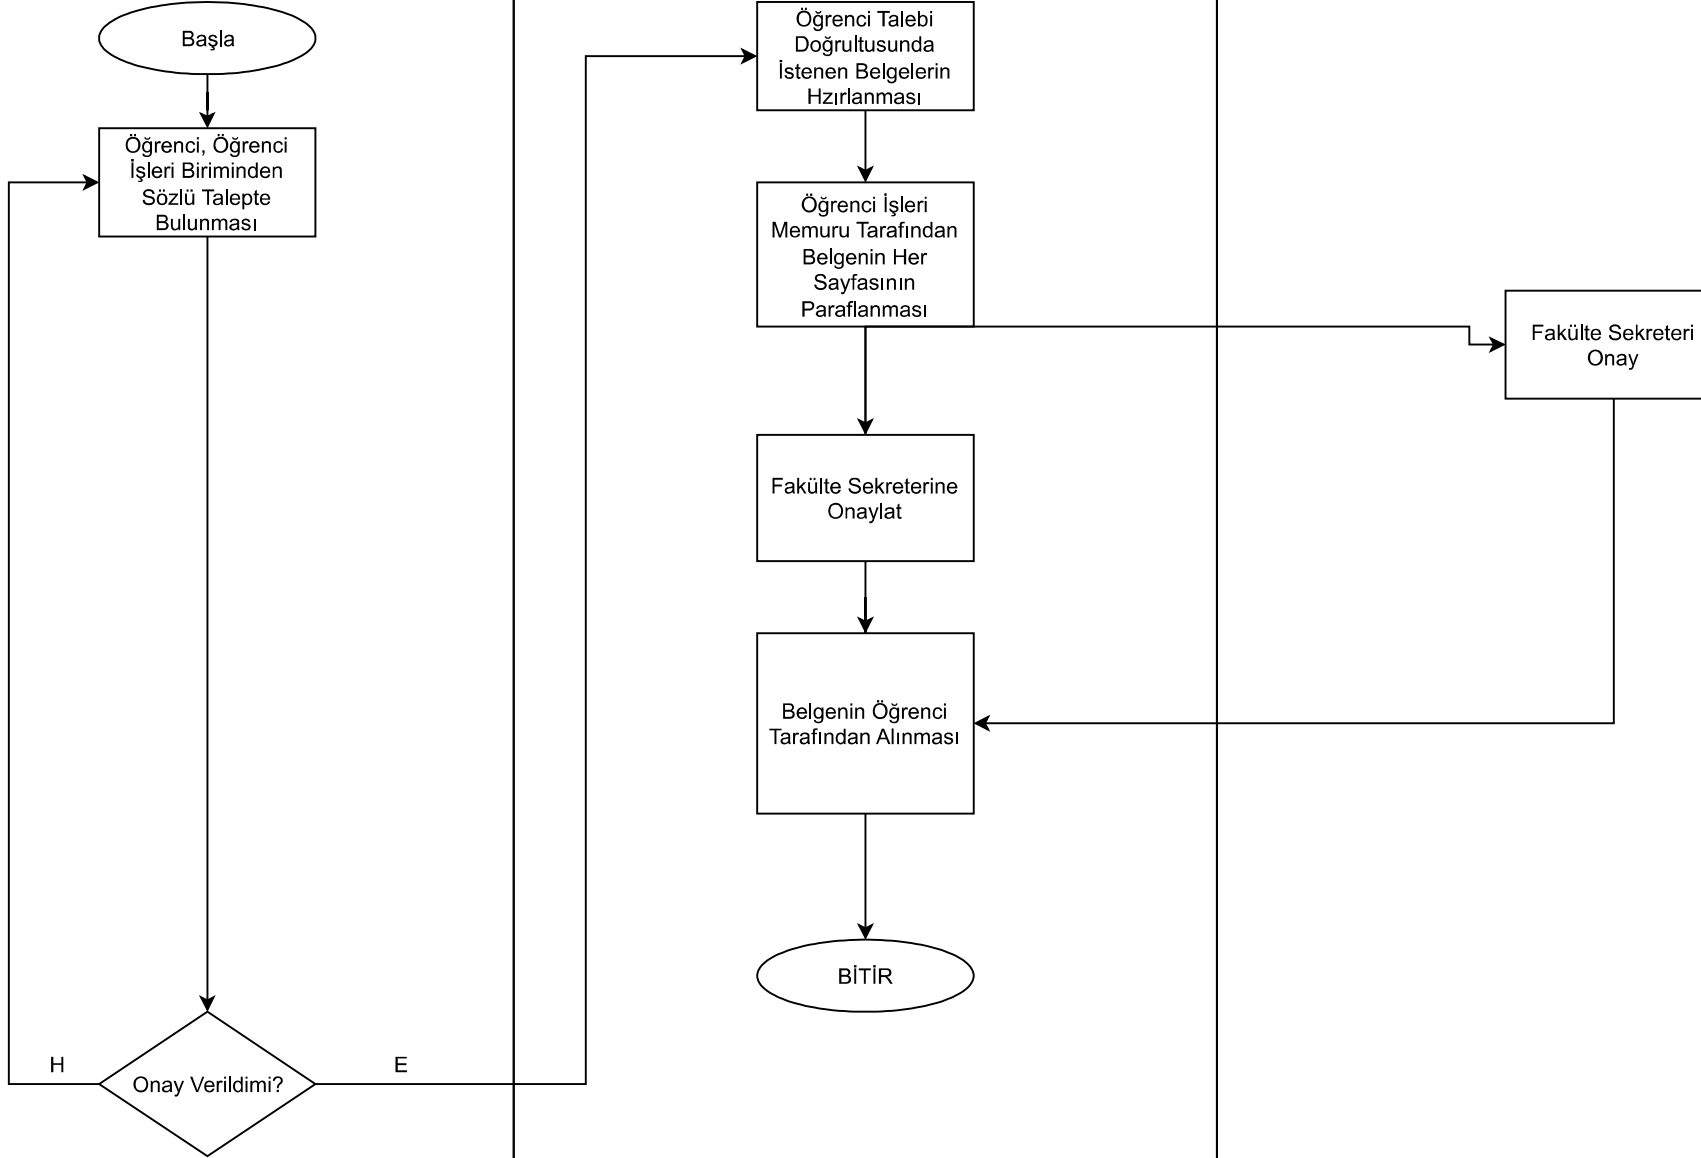 Başla
Öğrenci, Öğrenci
İşleri Biriminden
Sözlü Talepte
Bulunması
H
Onay Verildimi?
E
Öğrenci Talebi
Doğrultusunda
İstenen Belgelerin
Hzırlanması
Öğrenci İşleri
Memuru Tarafından
Belgenin Her
Sayfasının
Paraflanması
Fakülte Sekreterine
Onaylat
Belgenin Öğrenci
Tarafından Alınması
BİTİR
Fakülte Sekreteri
Onay